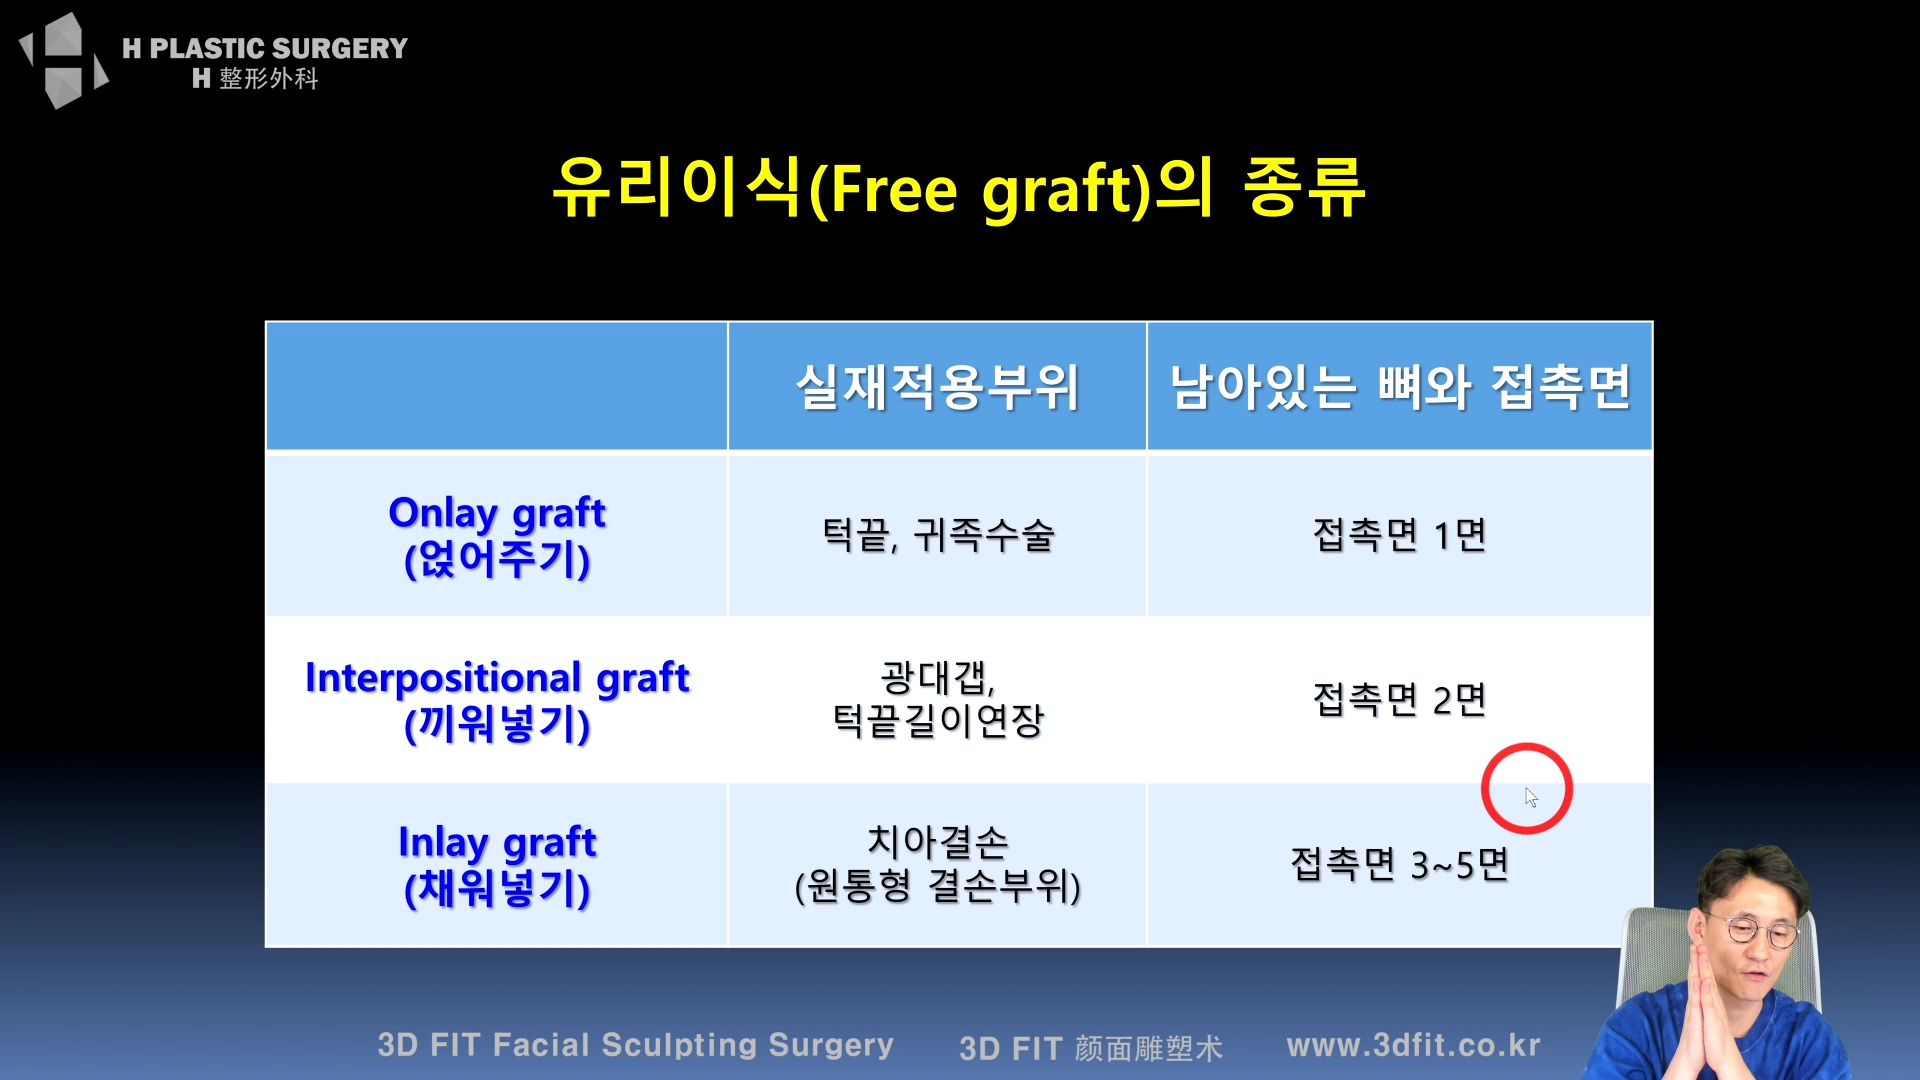 H PLASTIC SURGERY
H 整形外科
유리이식(Free graft)의 종류
실재적용부위
남아있는 뼈와 접촉면
Onlay graft
(얹어주기)
턱끝, 귀족수술
접촉면 1면
Interpositional graft
(끼워넣기)
광대갭,
턱끝길이연장
접촉면 2면
Inlay graft
(채워넣기)
치아결손
(원통형 결손부위)
접촉면 3~5면
3D FIT Facial Sculpting Surgery
3D FIT 颜面雕塑术
www.3dfit.co.kr